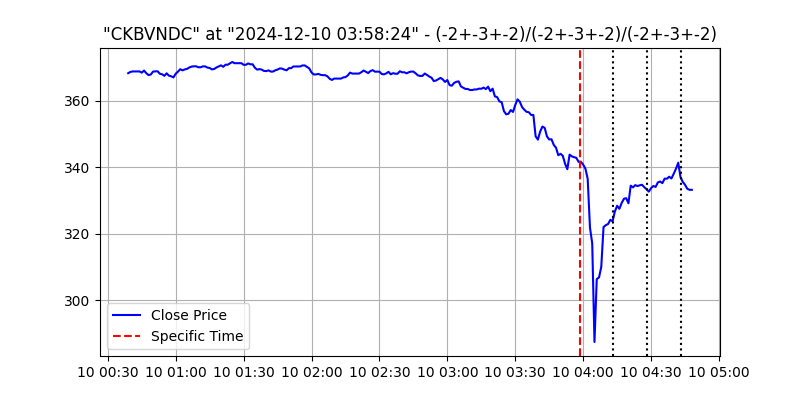 "CKBVNDC" at "2024-12-10 03:58:24" - (-2+-3+-2)/(-2+-3+-2)/(-2+-3+-2)
360
340
320
300
Close Price
Specific Time
10 00:30 10 01:00 10 01:30 10 02:00 10 02:30 10 03:00 10 03:30 10 04:00 10 04:30 10 05:00